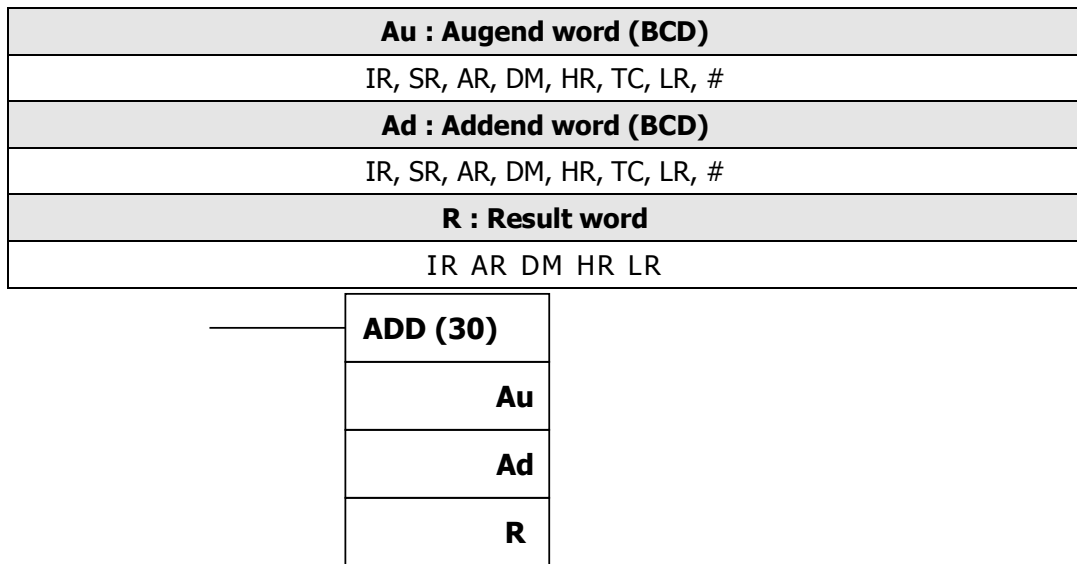 Au : Augend word (BCD)
IR, SR, AR, DM, HR, TC, LR, #
Ad : Addend word (BCD)
IR, SR, AR, DM, HR, TC, LR, #
R : Result word
IR AR DM HR LR
ADD (30)
Au
Ad
R